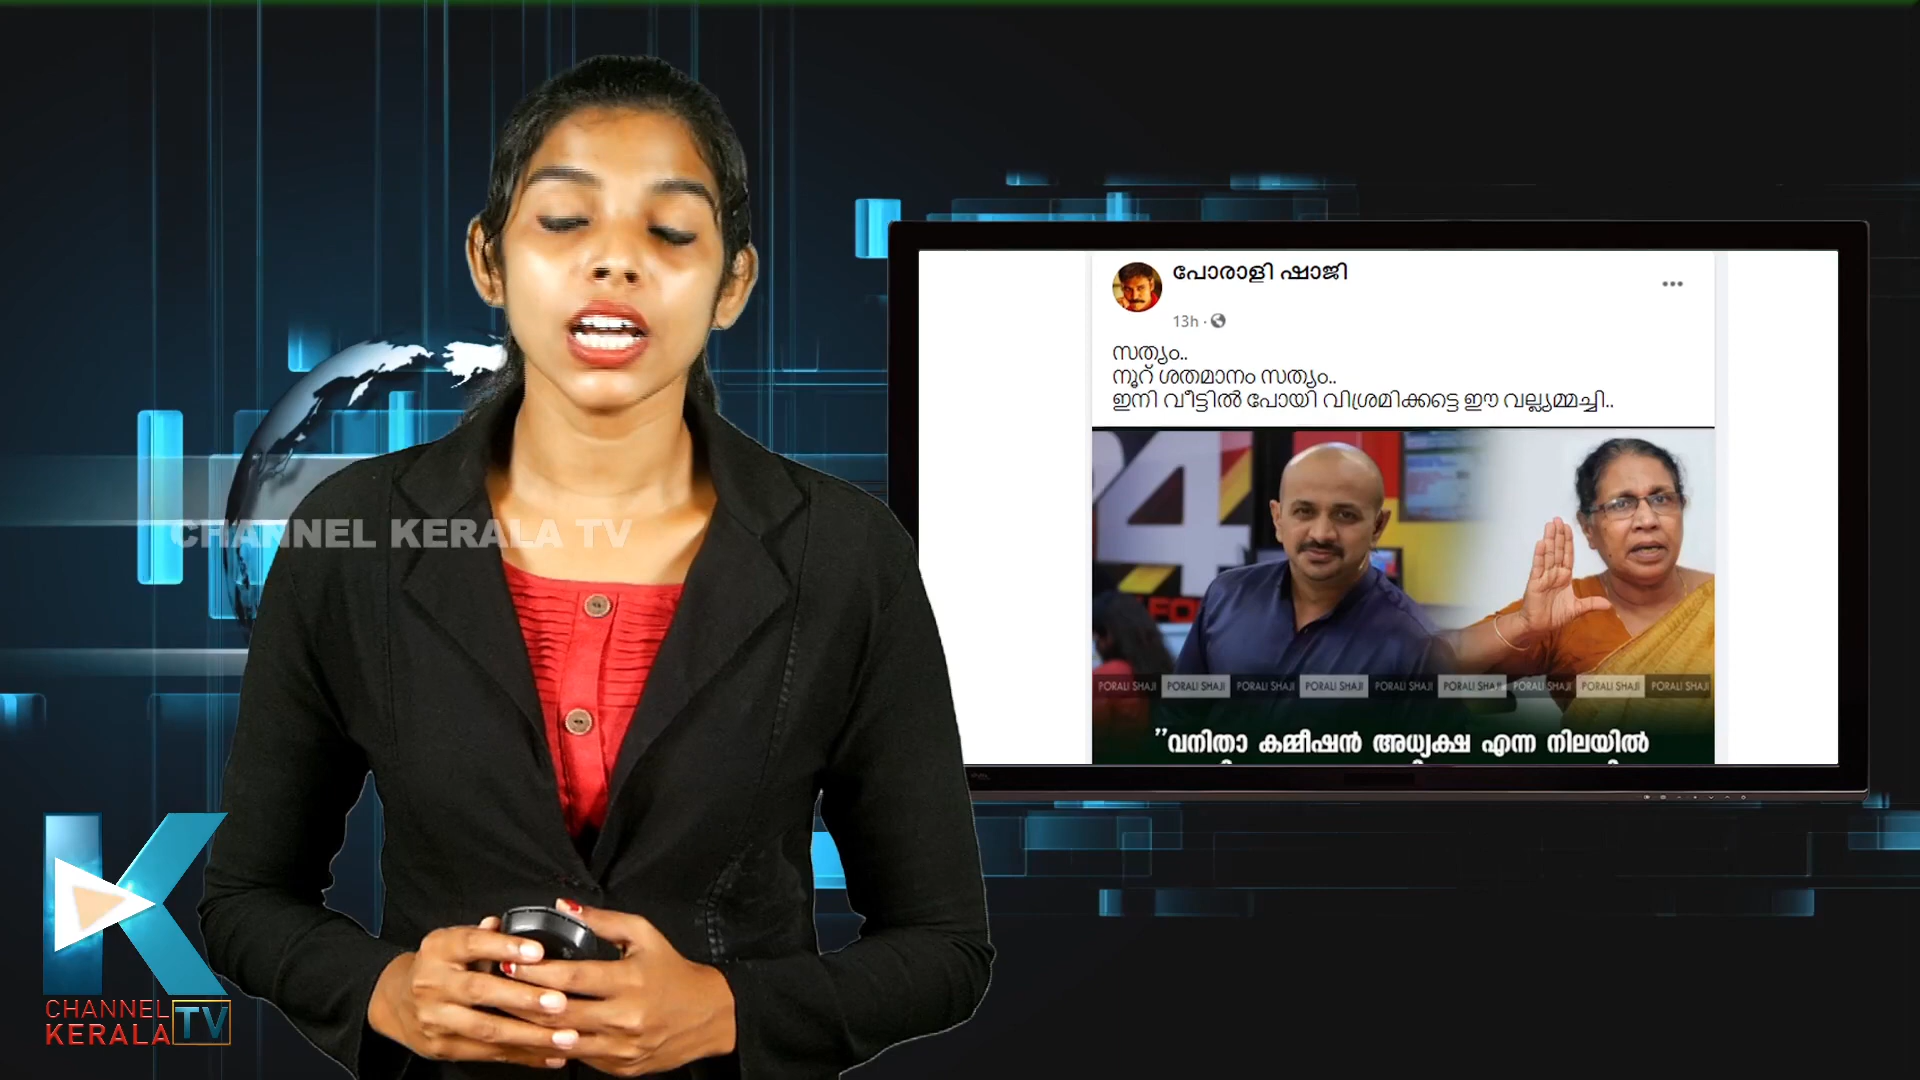 പോരാളി ഷാജി
13h
സത്യം..
നൂറ് ശതമാനം സത്യം..
ഇനി വീട്ടിൽ പോയി വിശ്രമിക്കട്ടെ ഈ വല്ല്യമ്മച്ചി..
24
PORALI SHAJI PORALI SHAJI PORALI SHAJI PORALI SHAJI PORALI SHAJI PORALI SHAJI PORALI SHAJI PORALI SHAJI PORALI SHAJI
"വനിതാ കമ്മീഷൻ അധ്യക്ഷ എന്ന നിലയിൽ
CHANNEL KERALA TV
K
CHANNEL
KERALA TV